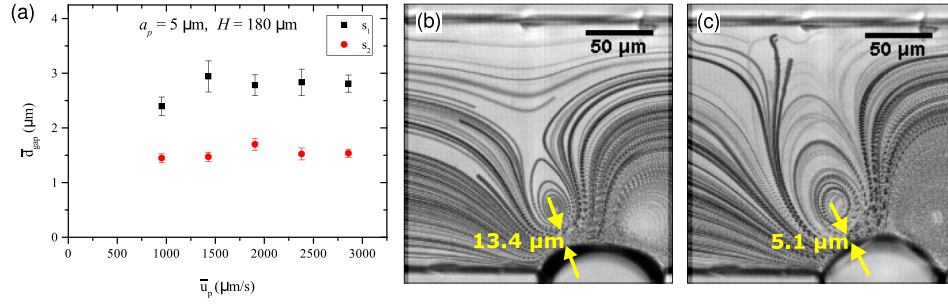 (a)
a_p = 5 μm, H = 180 μm
s_1
s_2
4
3
2
1
0
d̅_gap (μm)
0 500 1000 1500 2000 2500 3000
u̅_p (μm/s)
(b)
50 μm
13.4 μm
(c)
50 μm
5.1 μm